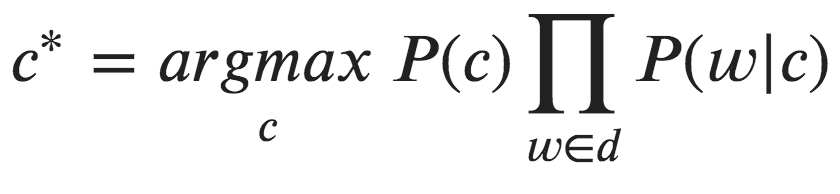 c* = argmax P(c) ∏ P(w|c)
c w∈d